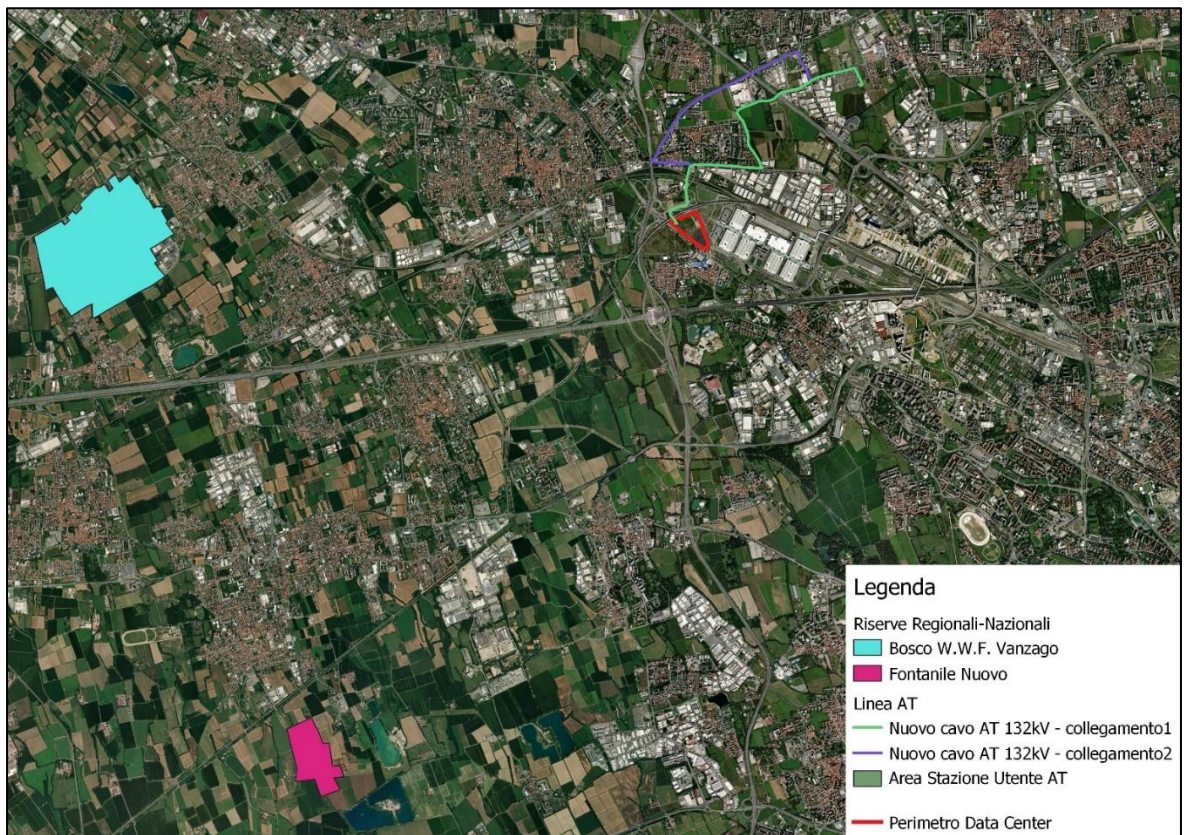 Legenda
Riserve Regionali-Nazionali
Bosco W.W.F. Vanzago
Fontanile Nuovo
Linea AT
Nuovo cavo AT 132kV - collegamento1
Nuovo cavo AT 132kV - collegamento2
Area Stazione Utente AT
Perimetro Data Center